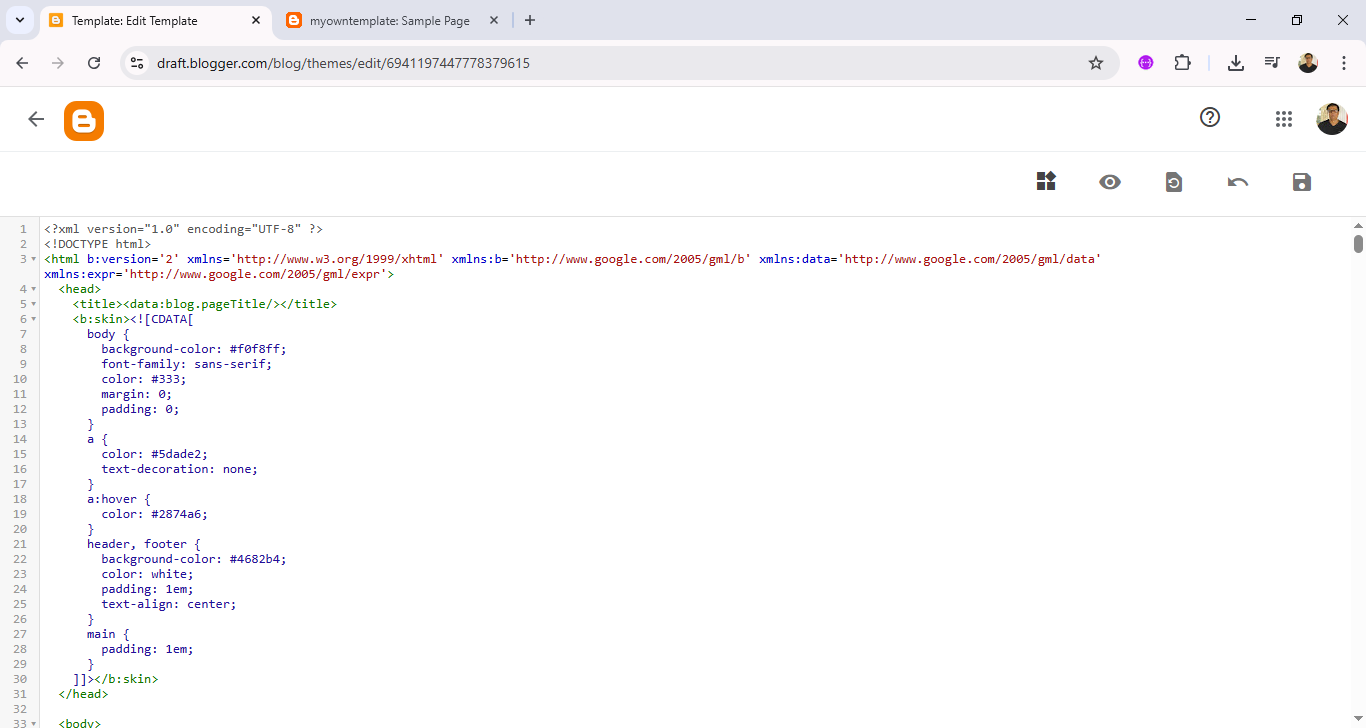 Template: Edit Template
myowntemplate: Sample Page
draft.blogger.com/blog/themes/edit/6941197447778379615
1 <?xml version="1.0" encoding="UTF-8" ?>
2 <!DOCTYPE html>
3 <html b:version='2' xmlns='http://www.w3.org/1999/xhtml' xmlns:b='http://www.google.com/2005/gml/b' xmlns:data='http://www.google.com/2005/gml/data'
xmlns:expr='http://www.google.com/2005/gml/expr'>
4 <head>
5 <title><data:blog.pageTitle/></title>
6 <b:skin><![CDATA[
7 body {
8 background-color: #f0f8ff;
9 font-family: sans-serif;
10 color: #333;
11 margin: 0;
12 padding: 0;
13 }
14 a {
15 color: #5dade2;
16 text-decoration: none;
17 }
18 a:hover {
19 color: #2874a6;
20 }
21 header, footer {
22 background-color: #4682b4;
23 color: white;
24 padding: 1em;
25 text-align: center;
26 }
27 main {
28 padding: 1em;
29 }
30 ]]></b:skin>
31 </head>
32
33 <body>